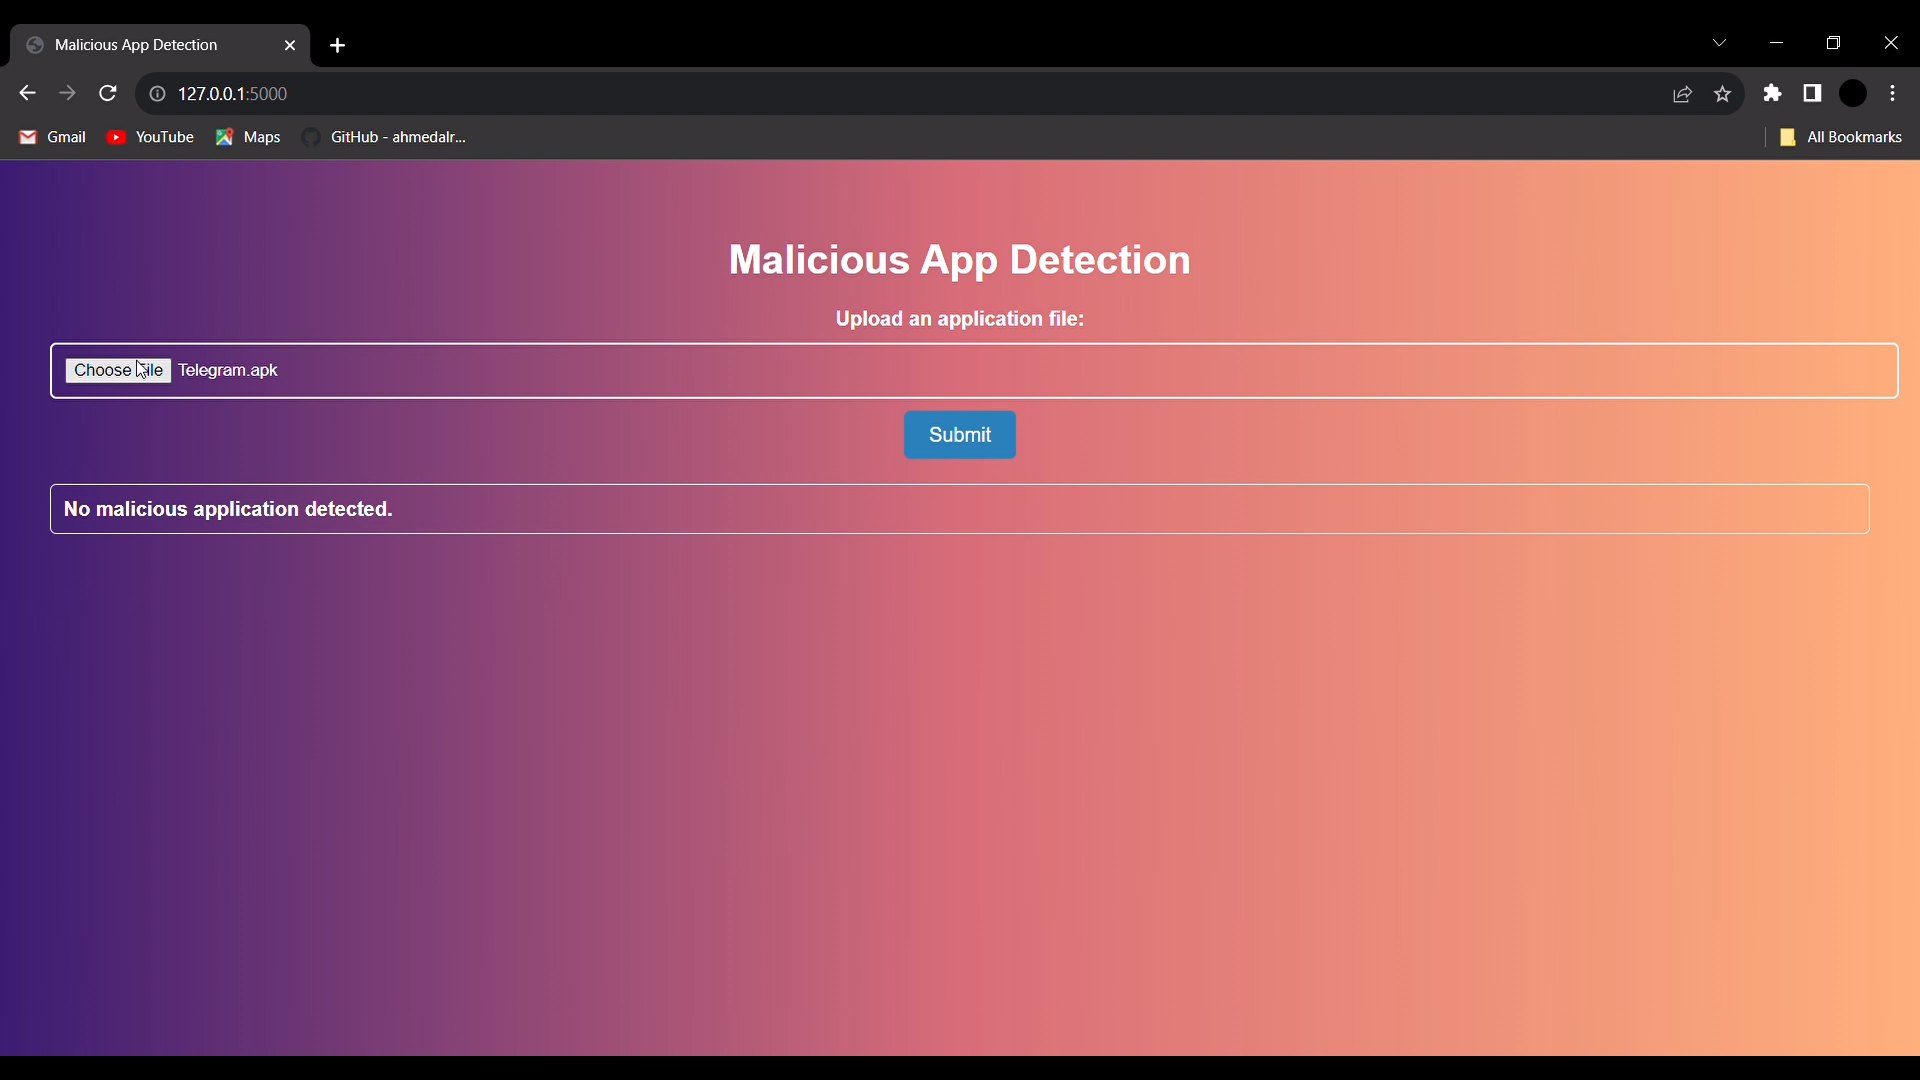 Malicious App Detection
127.0.0.1:5000
Gmail YouTube Maps GitHub - ahmedalr... All Bookmarks
Malicious App Detection
Upload an application file:
Choose File Telegram.apk
Submit
No malicious application detected.